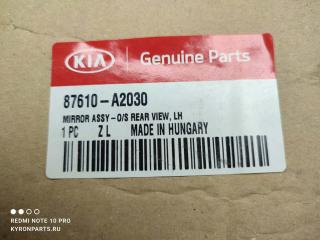 KIA Genuine Parts
87610-A2030
MIRROR ASSY-O/S REAR VIEW, LH
1 PC Z L MADE IN HUNGARY
REDMI NOTE 10 PRO
KYRONPARTS.RU